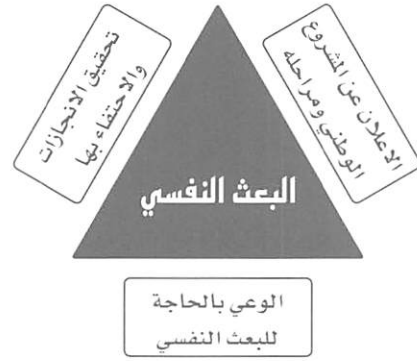 الاعلان عن المشروع
الوطني ومراحله
تحقيق الانجازات
والاحتفاء بها
البعث النفسي
الوعي بالحاجة
للبعث النفسي